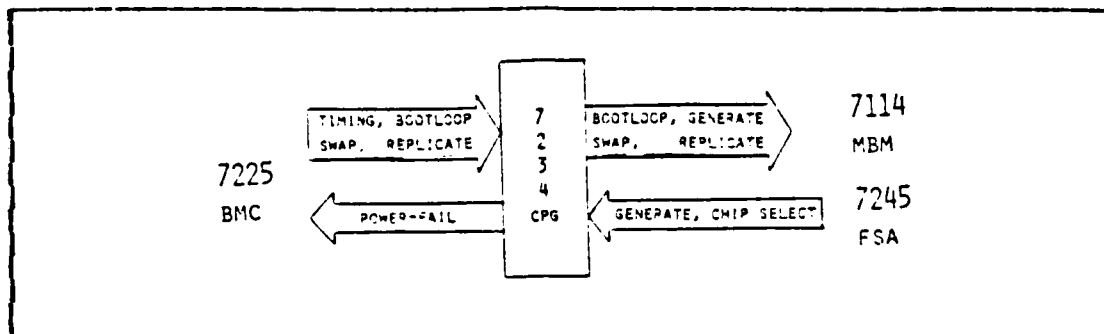 TIMING, BOOTLOOP
SWAP, REPLICATE
7225
BMC
POWER-FAIL
7
2
3
4
CPG
BOOTLOOP, GENERATE
SWAP, REPLICATE
7114
MBM
GENERATE, CHIP SELECT
7245
FSA